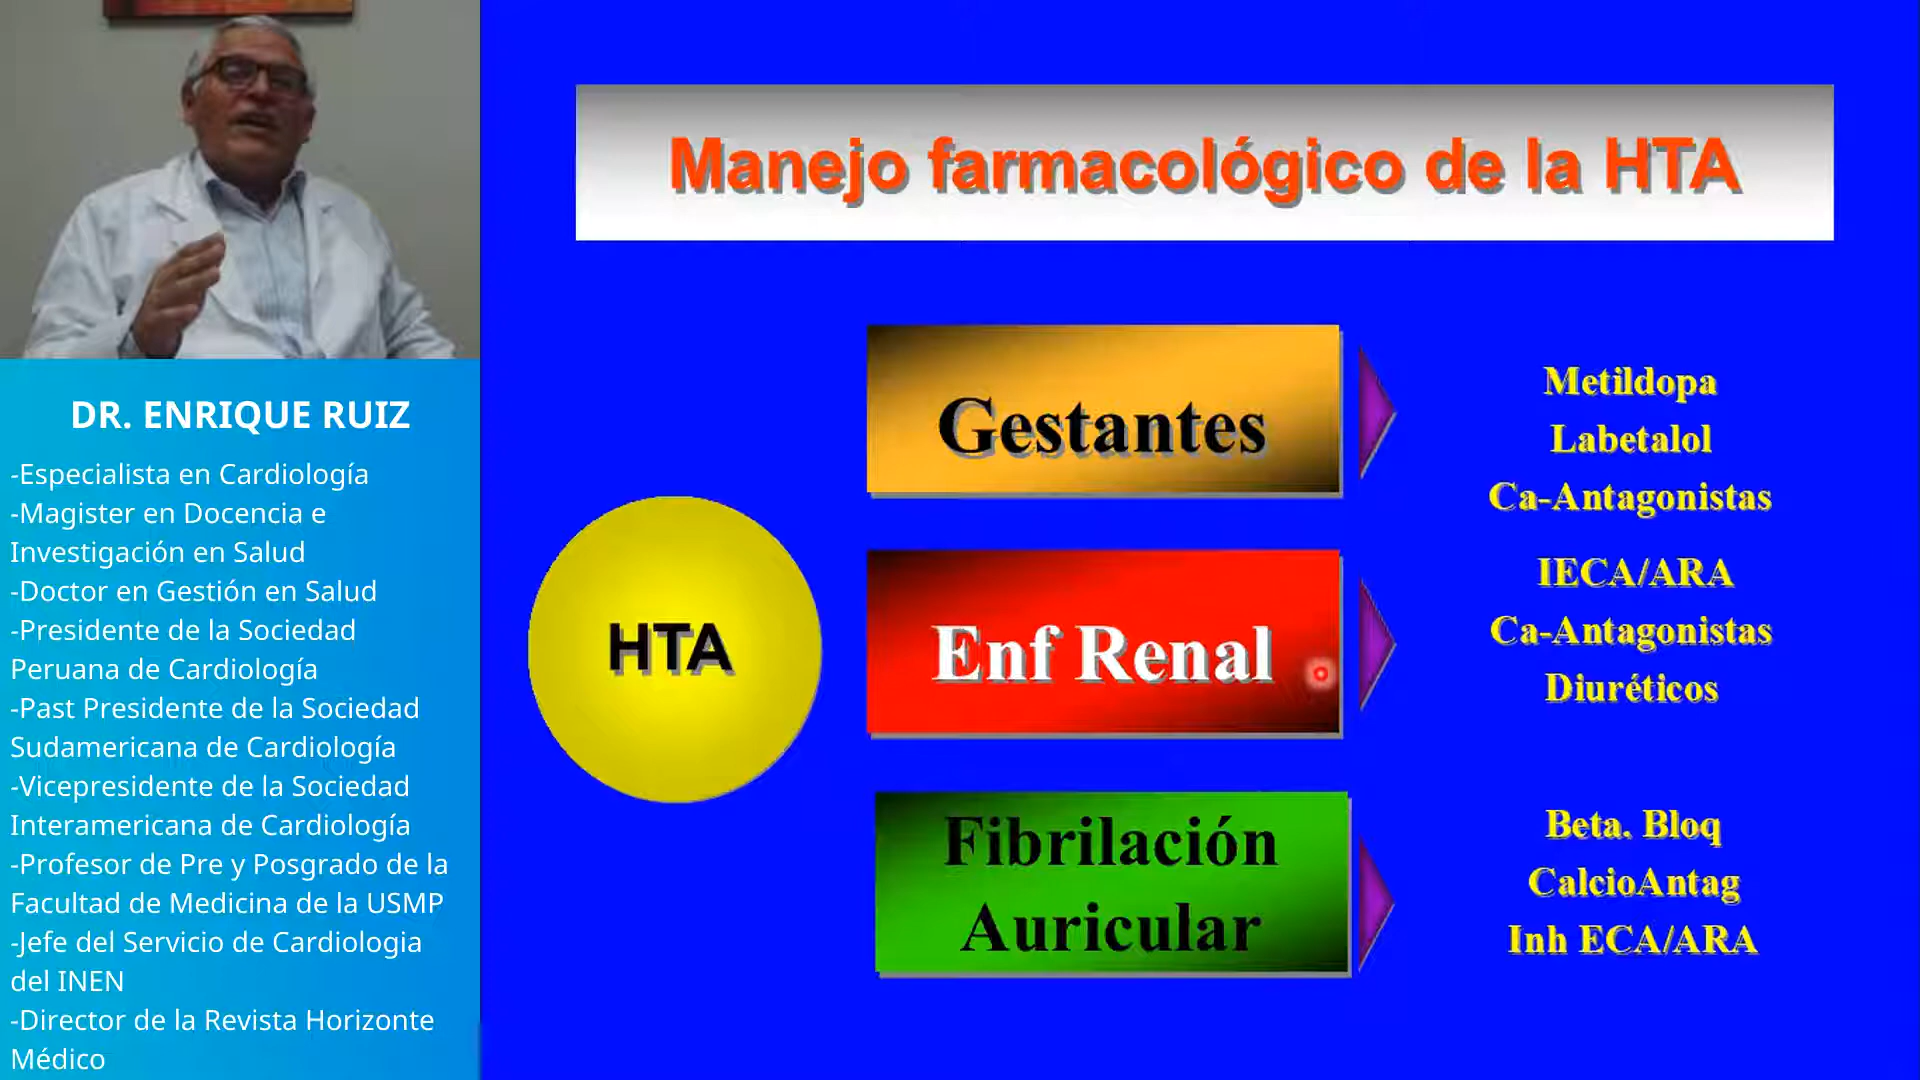 DR. ENRIQUE RUIZ
-Especialista en Cardiología
-Magister en Docencia e
Investigación en Salud
-Doctor en Gestión en Salud
-Presidente de la Sociedad
Peruana de Cardiología
-Past Presidente de la Sociedad
Sudamericana de Cardiología
-Vicepresidente de la Sociedad
Interamericana de Cardiología
-Profesor de Pre y Posgrado de la
Facultad de Medicina de la USMP
-Jefe del Servicio de Cardiologia
del INEN
-Director de la Revista Horizonte
Médico
Manejo farmacológico de la HTA
HTA
Gestantes
Metildopa
Labetalol
Ca-Antagonistas
Enf Renal
IECA/ARA
Ca-Antagonistas
Diuréticos
Fibrilación
Auricular
Beta. Bloq
CalcioAntag
Inh ECA/ARA